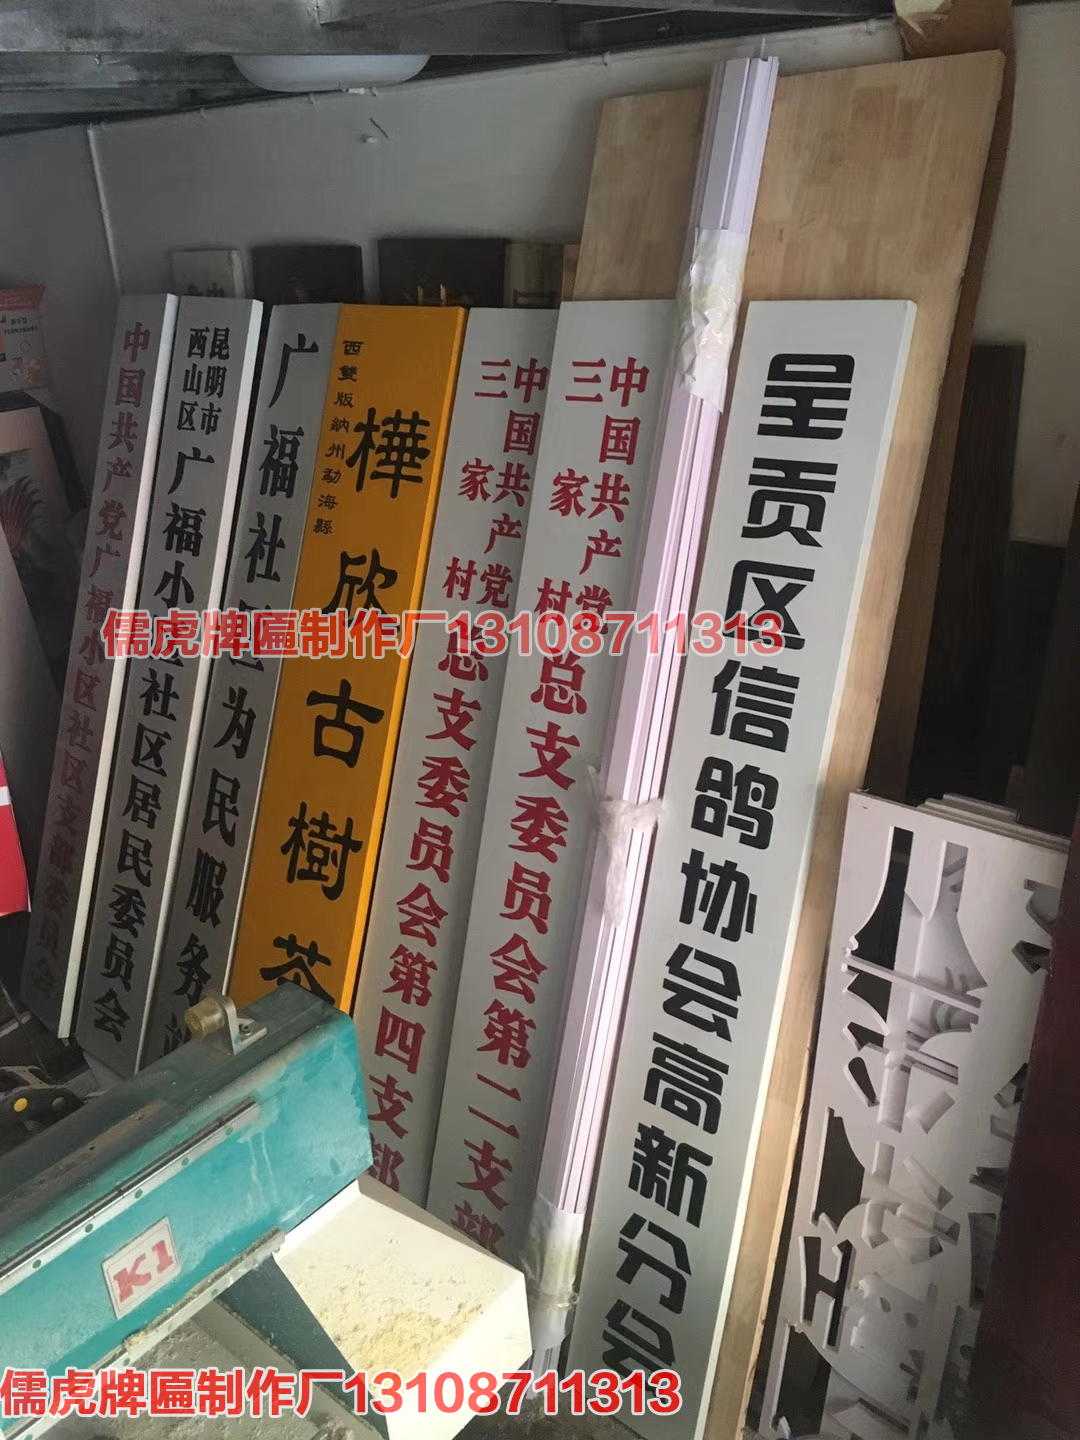 中国共产党广福小区社区支部委员会
昆明市
西山区
广福小区社区居民委员会
广福社区为民服务
西雙版納州勐海縣
樺欣古樹茶
中国共产党
三家村
总支委员会第四支部
中国共产党
三家村
总支委员会第二支部
呈贡区信鸽协会高新分会
儒虎牌匾制作厂13108711313
K1
儒虎牌匾制作厂13108711313